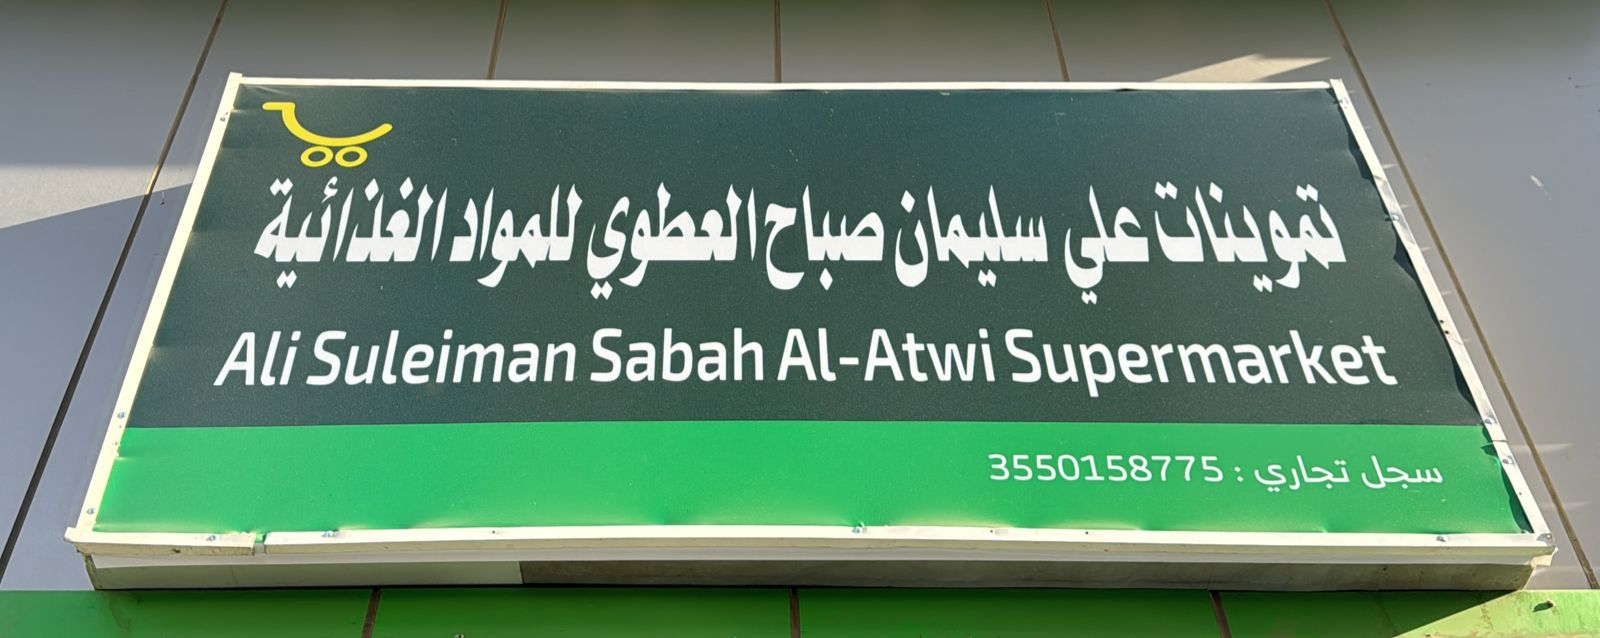 تموينات علي سليمان صباح العطوي للمواد الغذائية
Ali Suleiman Sabah Al-Atwi Supermarket
سجل تجاري : 3550158775